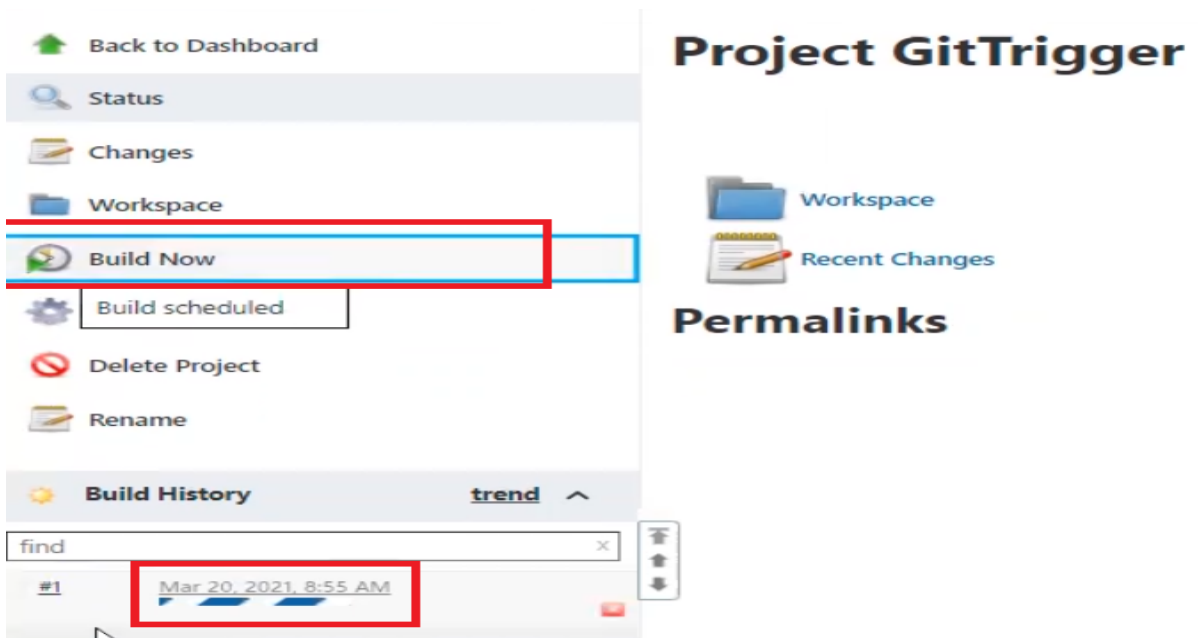 Back to Dashboard
Status
Changes
Workspace
Build Now
Build scheduled
Delete Project
Rename
Build History trend
find x
#1 Mar 20, 2021, 8:55 AM
Project GitTrigger
Workspace
Recent Changes
Permalinks